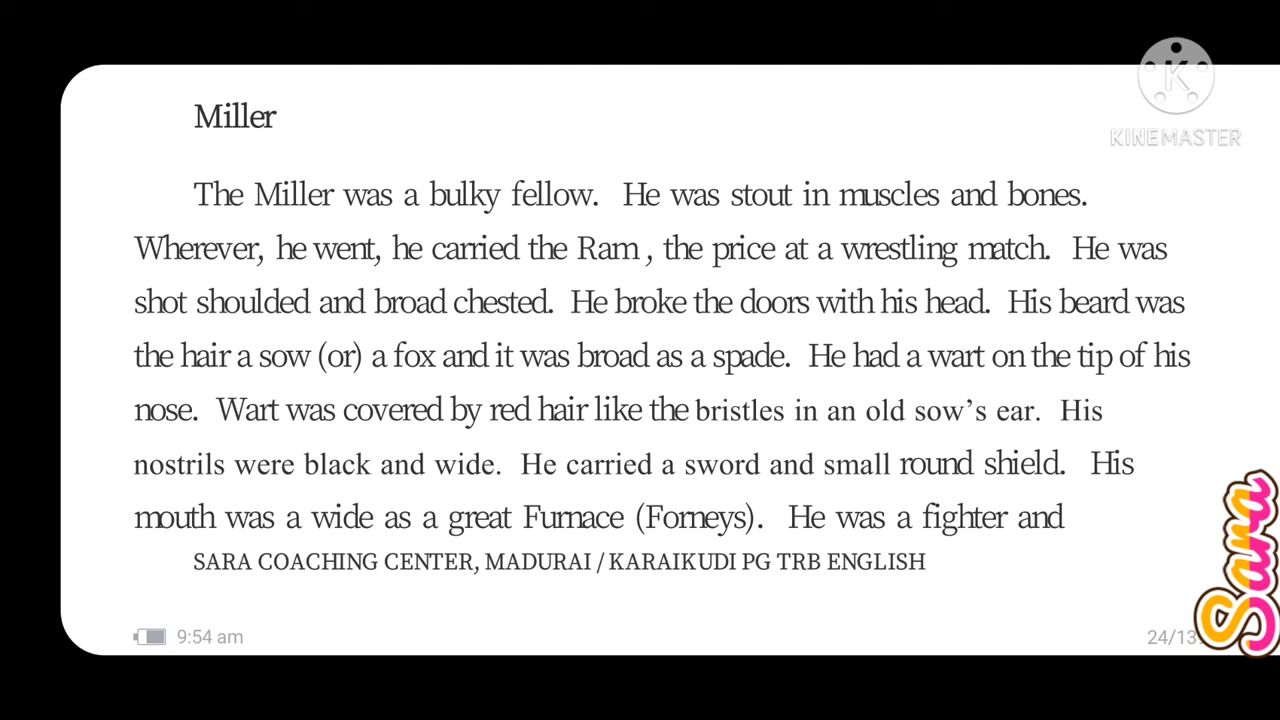 KINEMASTER
Miller
The Miller was a bulky fellow. He was stout in muscles and bones.
Wherever, he went, he carried the Ram , the price at a wrestling match. He was
shot shoulded and broad chested. He broke the doors with his head. His beard was
the hair a sow (or) a fox and it was broad as a spade. He had a wart on the tip of his
nose. Wart was covered by red hair like the bristles in an old sow's ear. His
nostrils were black and wide. He carried a sword and small round shield. His
mouth was a wide as a great Furnace (Forneys). He was a fighter and
SARA COACHING CENTER, MADURAI / KARAIKUDI PG TRB ENGLISH
9:54 am
Sara